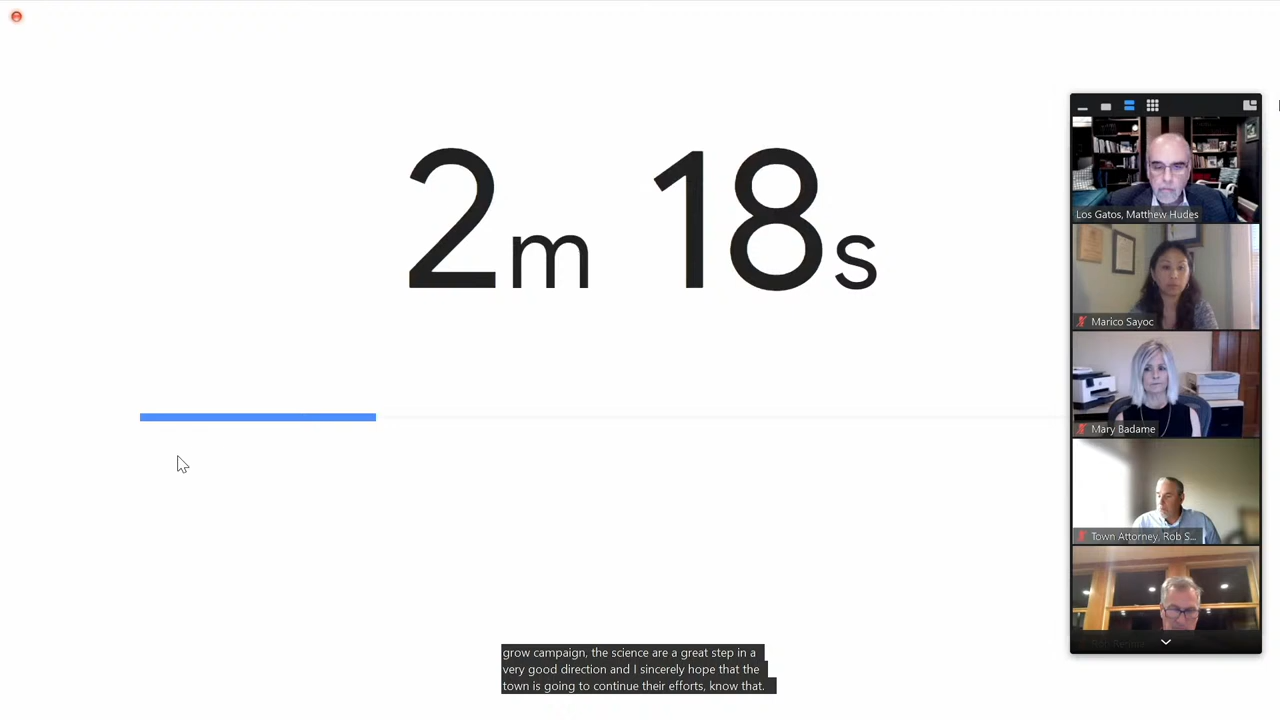 2m 18s
Los Gatos, Matthew Hudes
Marico Sayoc
Mary Badame
Town Attorney, Rob S...
grow campaign, the science are a great step in a
very good direction and I sincerely hope that the
town is going to continue their efforts, know that.